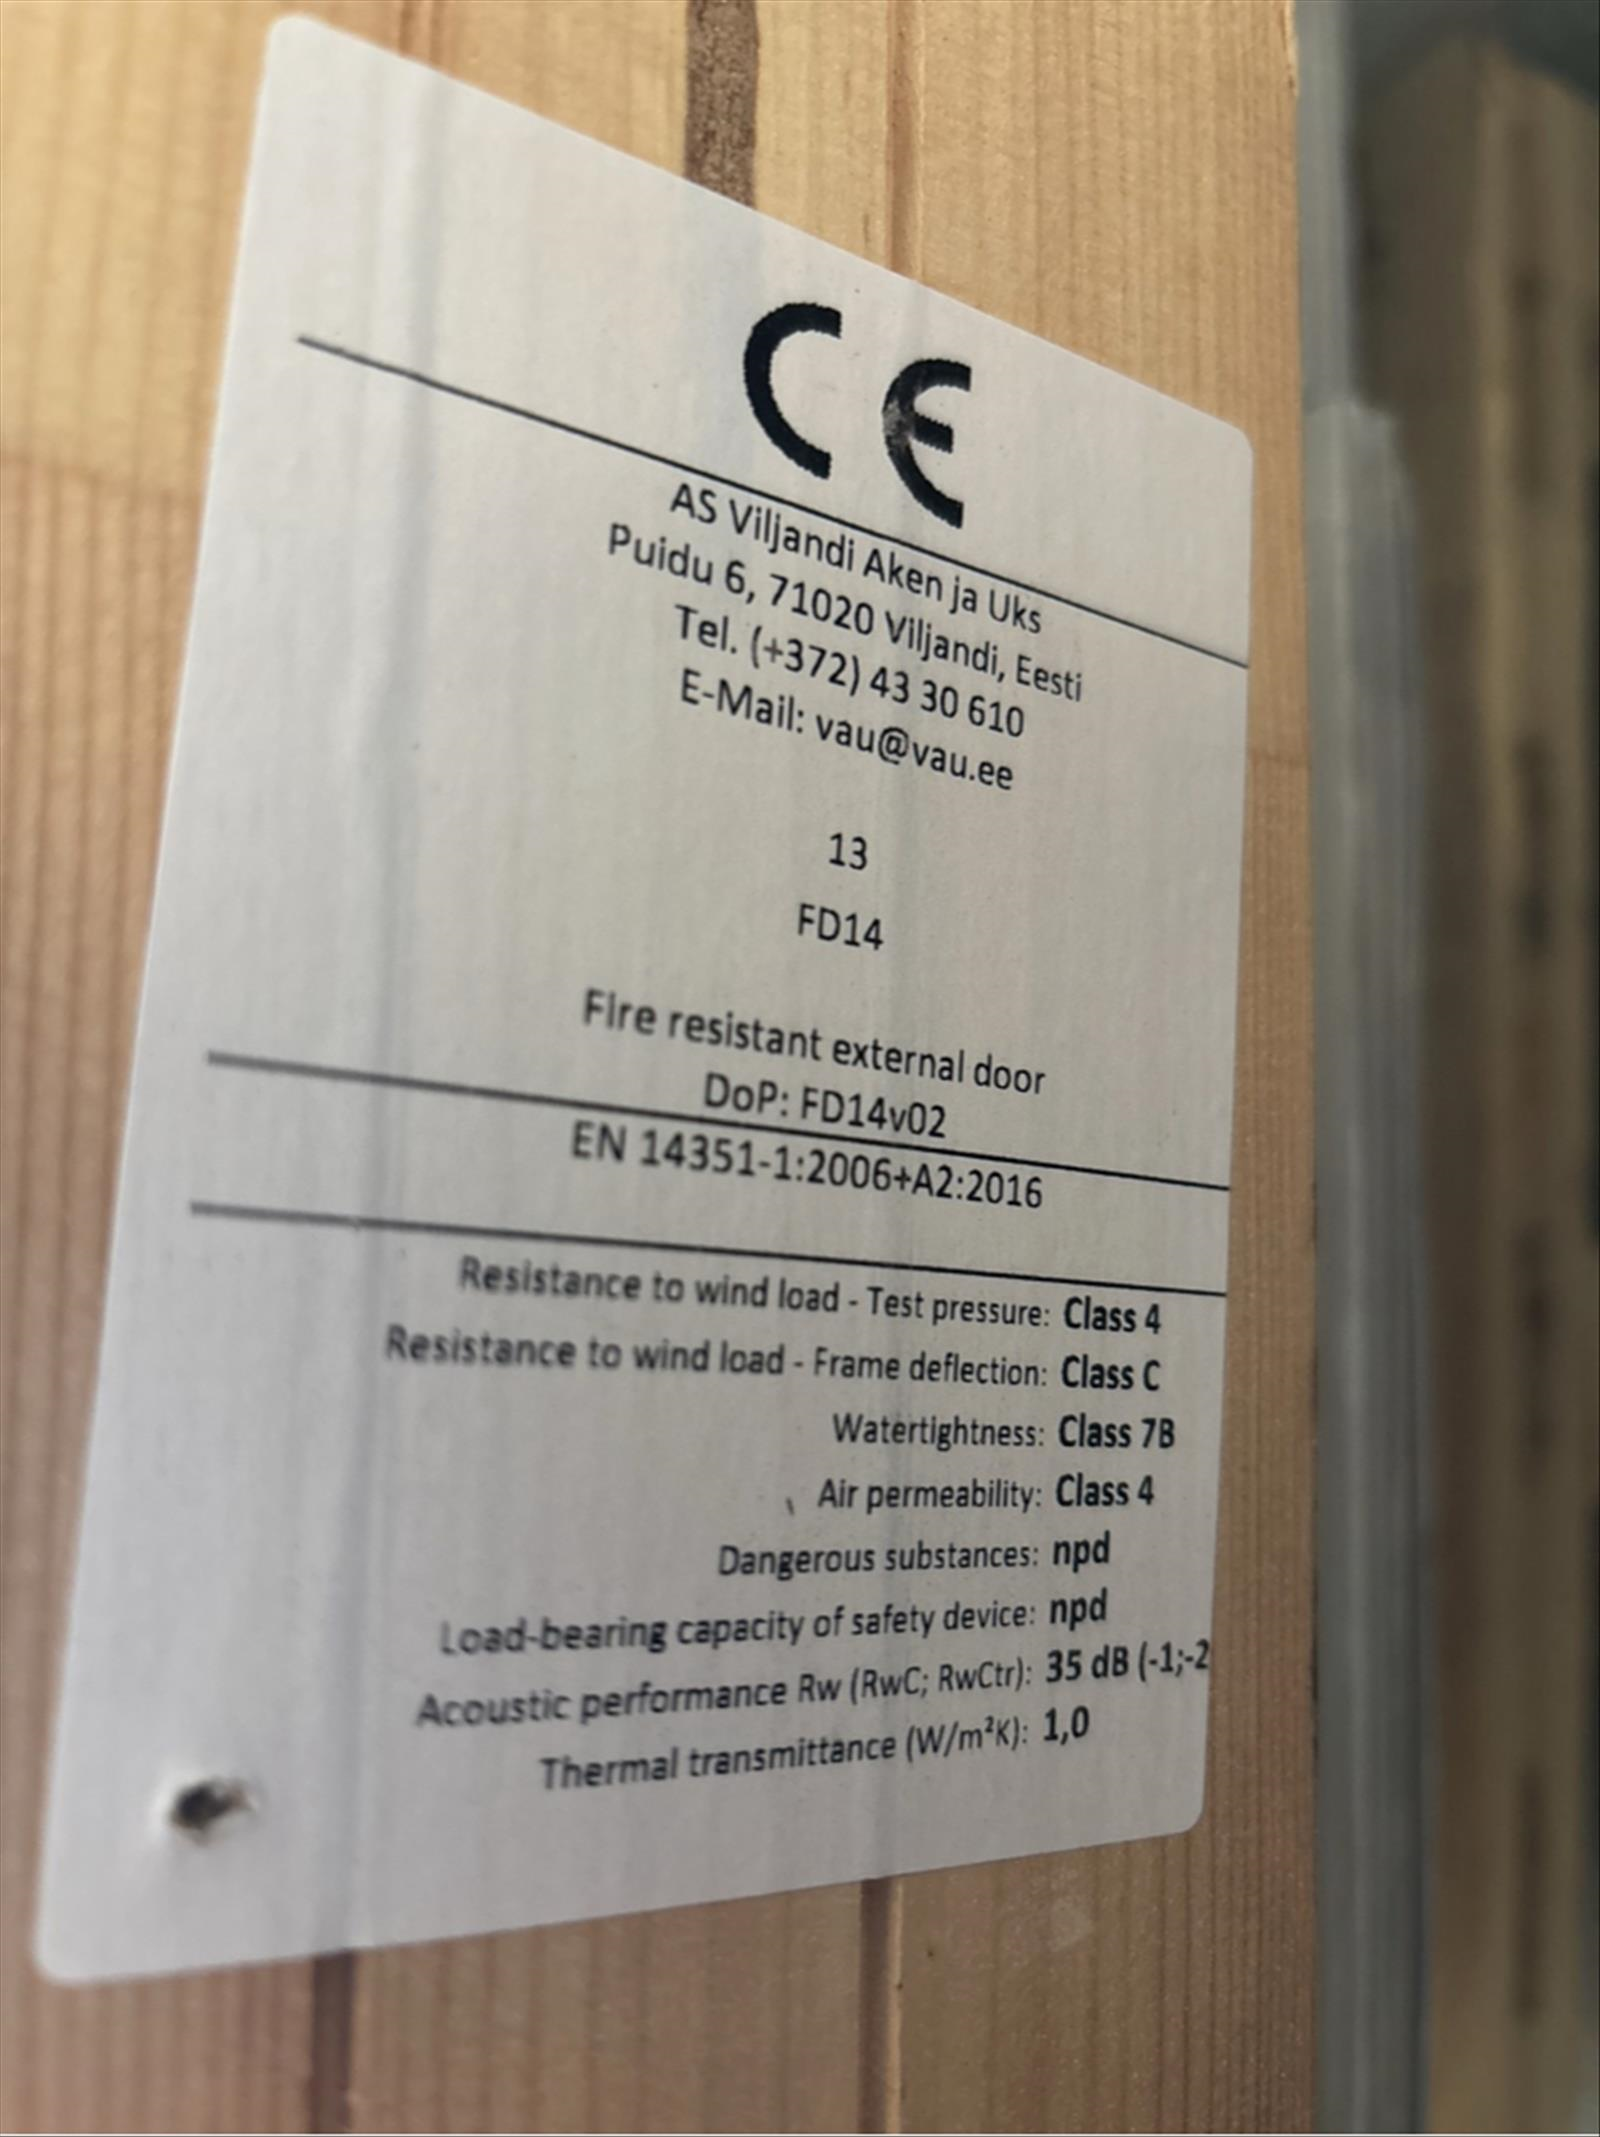 CE
AS Viljandi Aken ja Uks
Puidu 6, 71020 Viljandi, Eesti
Tel. (+372) 43 30 610
E-Mail: vau@vau.ee
13
FD14
Fire resistant external door
DoP: FD14v02
EN 14351-1:2006+A2:2016
Resistance to wind load - Test pressure: Class 4
Resistance to wind load - Frame deflection: Class C
Watertightness: Class 7B
Air permeability: Class 4
Dangerous substances: npd
Load-bearing capacity of safety device: npd
Acoustic performance Rw (RwC; RwCtr): 35 dB (-1;-2
Thermal transmittance (W/m²K): 1,0